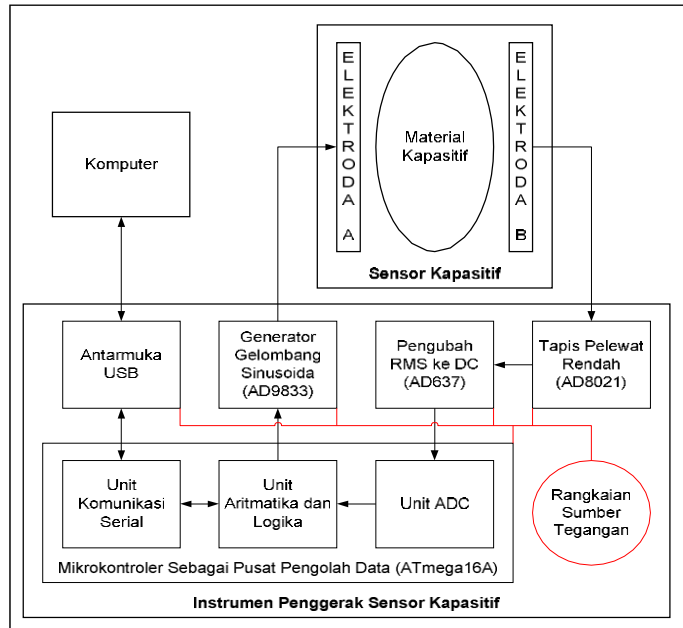 Komputer
ELEKTRODA A
Material
Kapasitif
ELEKTRODA B
Sensor Kapasitif
Antarmuka
USB
Generator
Gelombang
Sinusoida
(AD9833)
Pengubah
RMS ke DC
(AD637)
Tapis Pelewat
Rendah
(AD8021)
Unit
Komunikasi
Serial
Unit
Aritmatika dan
Logika
Unit ADC
Rangkaian
Sumber
Tegangan
Mikrokontroler Sebagai Pusat Pengolah Data (ATmega16A)
Instrumen Penggerak Sensor Kapasitif